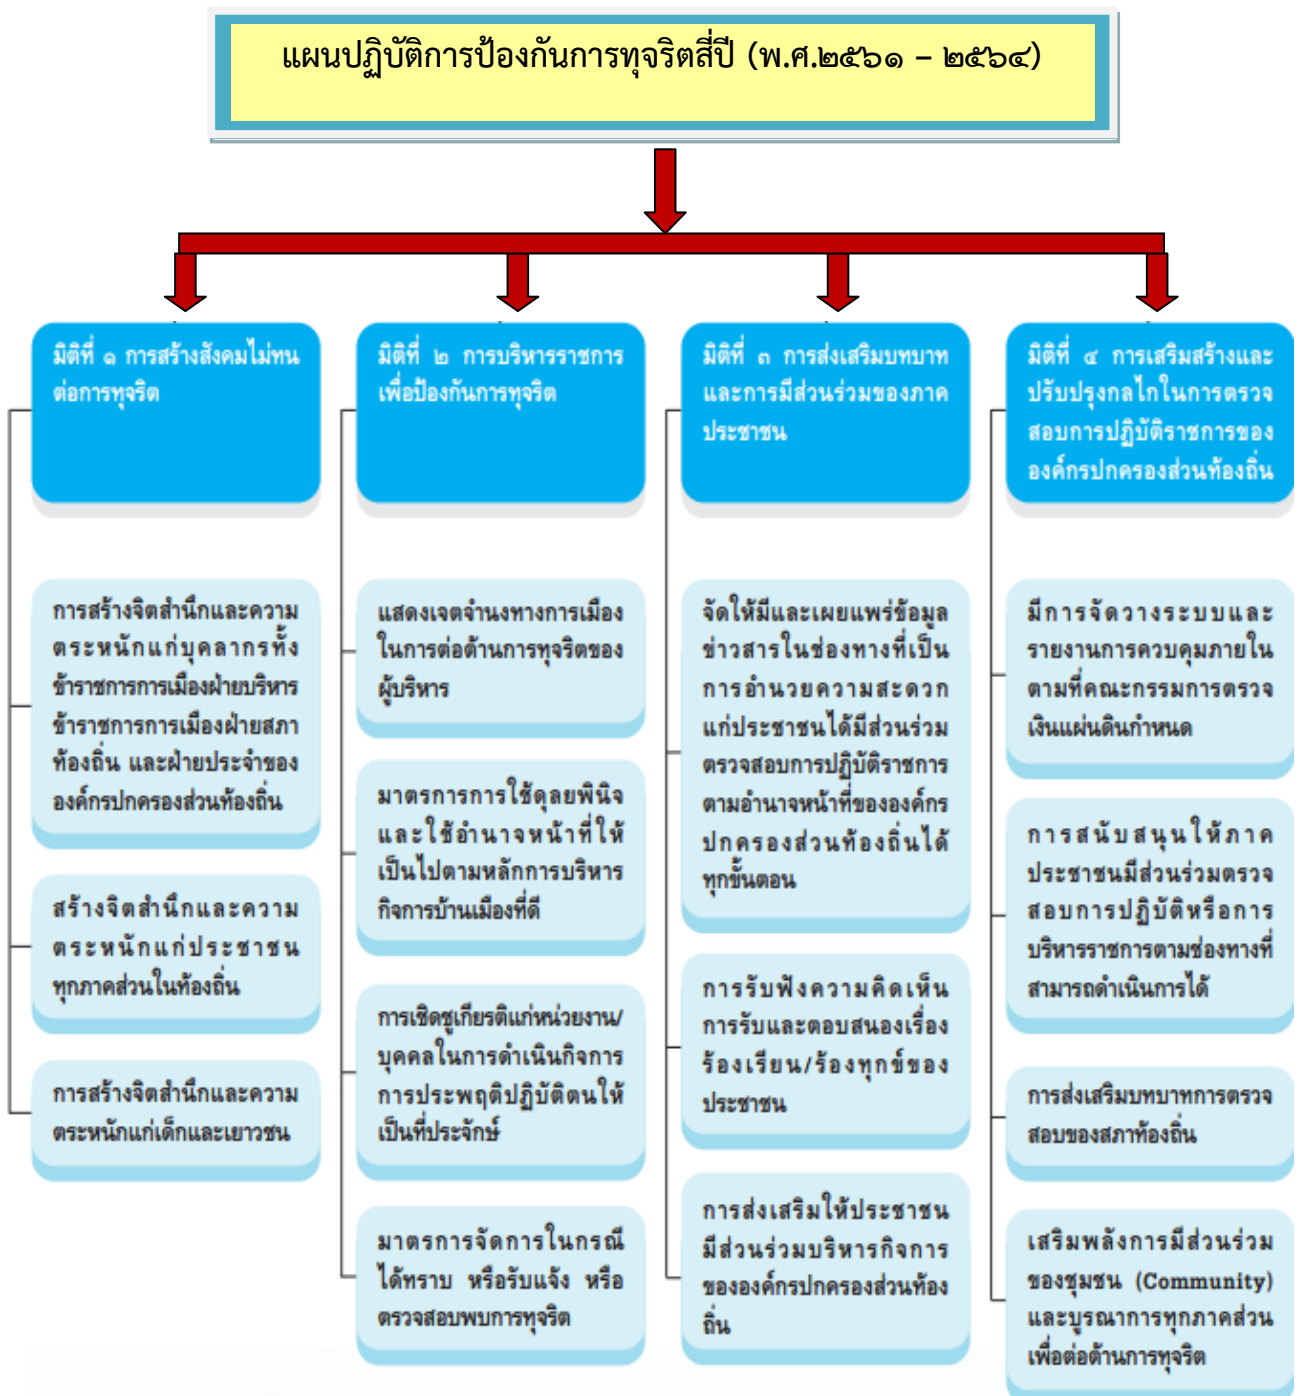 แผนปฏิบัติการป้องกันการทุจริตสี่ปี (พ.ศ.๒๕๖๑ – ๒๕๖๔)
มิติที่ ๑ การสร้างสังคมไม่ทน
ต่อการทุจริต
การสร้างจิตสำนึกและความ
ตระหนักแก่บุคลากรทั้ง
ข้าราชการการเมืองฝ่ายบริหาร
ข้าราชการการเมืองฝ่ายสภา
ท้องถิ่น และฝ่ายประจำของ
องค์กรปกครองส่วนท้องถิ่น
สร้างจิตสำนึกและความ
ตระหนักแก่ประชาชน
ทุกภาคส่วนในท้องถิ่น
การสร้างจิตสำนึกและความ
ตระหนักแก่เด็กและเยาวชน
มิติที่ ๒ การบริหารราชการ
เพื่อป้องกันการทุจริต
แสดงเจตจำนงทางการเมือง
ในการต่อต้านการทุจริตของ
ผู้บริหาร
มาตรการการใช้ดุลยพินิจ
และใช้อำนาจหน้าที่ให้
เป็นไปตามหลักการบริหาร
กิจการบ้านเมืองที่ดี
การเชิดชูเกียรติแก่หน่วยงาน/
บุคคลในการดำเนินกิจการ
การประพฤติปฏิบัติตนให้
เป็นที่ประจักษ์
มาตรการจัดการในกรณี
ได้ทราบ หรือรับแจ้ง หรือ
ตรวจสอบพบการทุจริต
มิติที่ ๓ การส่งเสริมบทบาท
และการมีส่วนร่วมของภาค
ประชาชน
จัดให้มีและเผยแพร่ข้อมูล
ข่าวสารในช่องทางที่เป็น
การอำนวยความสะดวก
แก่ประชาชนได้มีส่วนร่วม
ตรวจสอบการปฏิบัติราชการ
ตามอำนาจหน้าที่ขององค์กร
ปกครองส่วนท้องถิ่นได้
ทุกขั้นตอน
การรับฟังความคิดเห็น
การรับและตอบสนองเรื่อง
ร้องเรียน/ร้องทุกข์ของ
ประชาชน
การส่งเสริมให้ประชาชน
มีส่วนร่วมบริหารกิจการ
ขององค์กรปกครองส่วนท้อง
ถิ่น
มิติที่ ๔ การเสริมสร้างและ
ปรับปรุงกลไกในการตรวจ
สอบการปฏิบัติราชการของ
องค์กรปกครองส่วนท้องถิ่น
มีการจัดวางระบบและ
รายงานการควบคุมภายใน
ตามที่คณะกรรมการตรวจ
เงินแผ่นดินกำหนด
การสนับสนุนให้ภาค
ประชาชนมีส่วนร่วมตรวจ
สอบการปฏิบัติหรือการ
บริหารราชการตามช่องทางที่
สามารถดำเนินการได้
การส่งเสริมบทบาทการตรวจ
สอบของสภาท้องถิ่น
เสริมพลังการมีส่วนร่วม
ของชุมชน (Community)
และบูรณาการทุกภาคส่วน
เพื่อต่อต้านการทุจริต